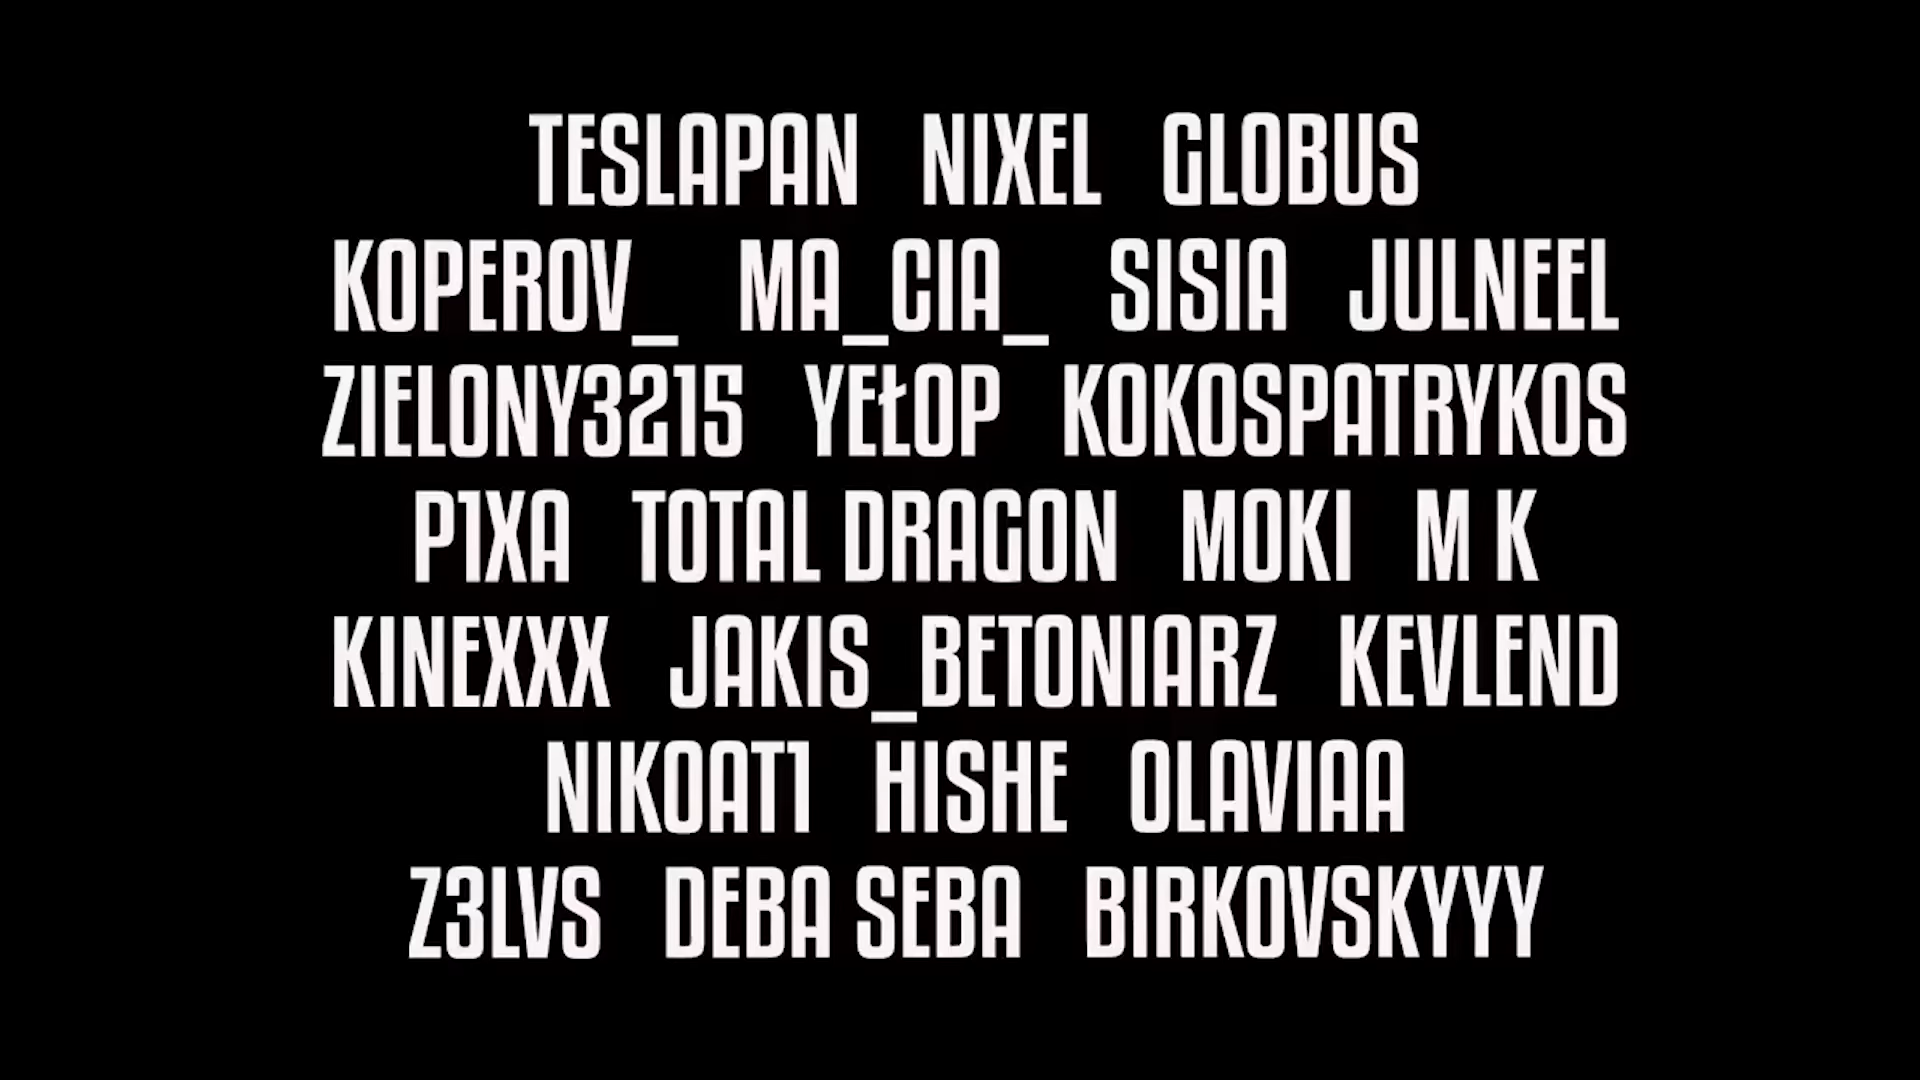 TESLAPAN NIXEL GLOBUS
KOPEROV_ MA_CIA_ SISIA JULNEEL
ZIELONY3215 YEŁOP KOKOSPATRYKOS
P1XA TOTAL DRAGON MOKI M K
KINEXXX JAKIS_BETONIARZ KEVLEND
NIKOAT1 HISHE OLAVIAA
Z3LVS DEBA SEBA BIRKOVSKYYY